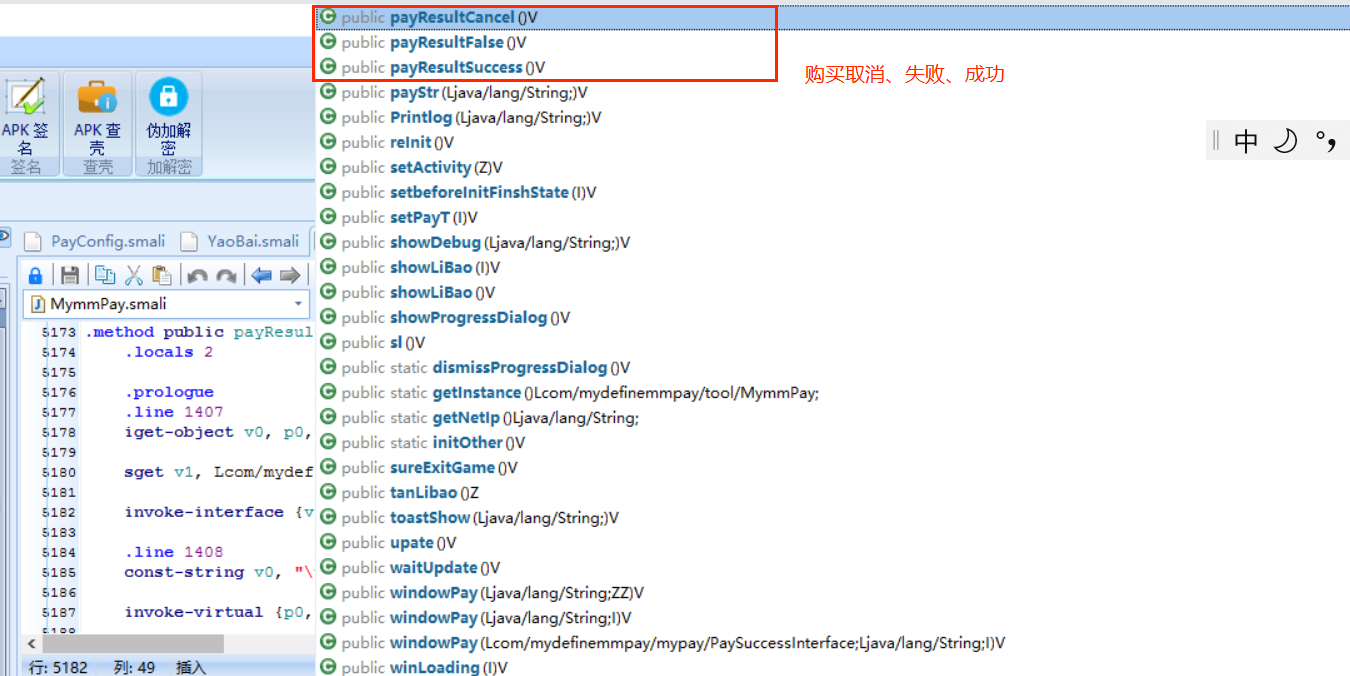 public payResultCancel()V
public payResultFalse()V
public payResultSuccess()V
购买取消、失败、成功
public payStr(Ljava/lang/String;)V
public Printlog(Ljava/lang/String;)V
public reInit()V
public setActivity(Z)V
public setbeforeInitFinshState(I)V
public setPayT(I)V
public showDebug(Ljava/lang/String;)V
public showLiBao(I)V
public showLiBao()V
public showProgressDialog()V
public sl()V
public static dismissProgressDialog()V
public static getInstance()Lcom/mydefinemmpay/tool/MymmPay;
public static getNetIp()Ljava/lang/String;
public static initOther()V
public sureExitGame()V
public tanLibao()Z
public toastShow(Ljava/lang/String;)V
public upate()V
public waitUpdate()V
public windowPay(Ljava/lang/String;ZZ)V
public windowPay(Ljava/lang/String;I)V
public windowPay(Lcom/mydefinemmpay/mypay/PaySuccessInterface;Ljava/lang/String;I)V
public winLoading(I)V
中
APK 签名
签名
APK 查壳
查壳
伪加解密
加解密
PayConfig.smali
YaoBai.smali
MymmPay.smali
5173 .method public payResul
5174 .locals 2
5175
5176 .prologue
5177 .line 1407
5178 iget-object v0, p0,
5179
5180 sget v1, Lcom/mydef
5181
5182 invoke-interface {v
5183
5184 .line 1408
5185 const-string v0, "\
5186
5187 invoke-virtual {p0,
5188
行: 5182 列: 49 插入